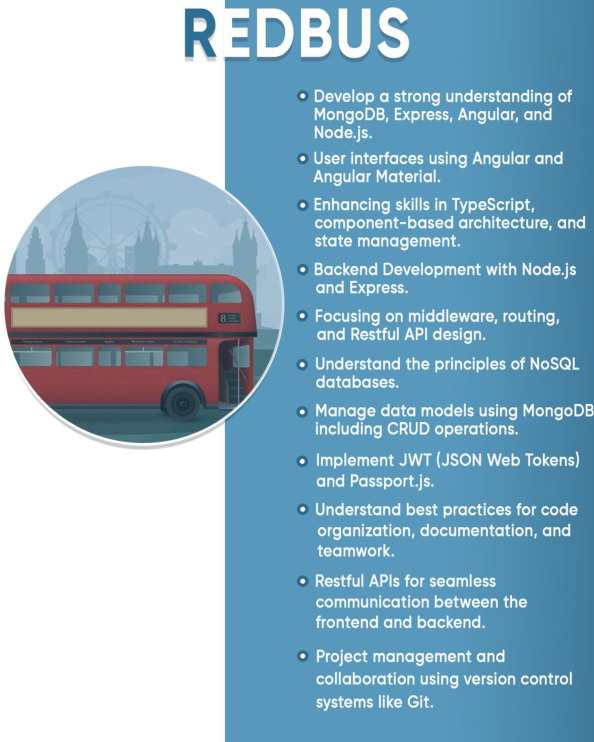 REDBUS
Develop a strong understanding of
MongoDB, Express, Angular, and
Node.js.
User interfaces using Angular and
Angular Material.
Enhancing skills in TypeScript,
component-based architecture, and
state management.
Backend Development with Node.js
and Express.
Focusing on middleware, routing,
and Restful API design.
Understand the principles of NoSQL
databases.
Manage data models using MongoDB
including CRUD operations.
Implement JWT (JSON Web Tokens)
and Passport.js.
Understand best practices for code
organization, documentation, and
teamwork.
Restful APIs for seamless
communication between the
frontend and backend.
Project management and
collaboration using version control
systems like Git.
8